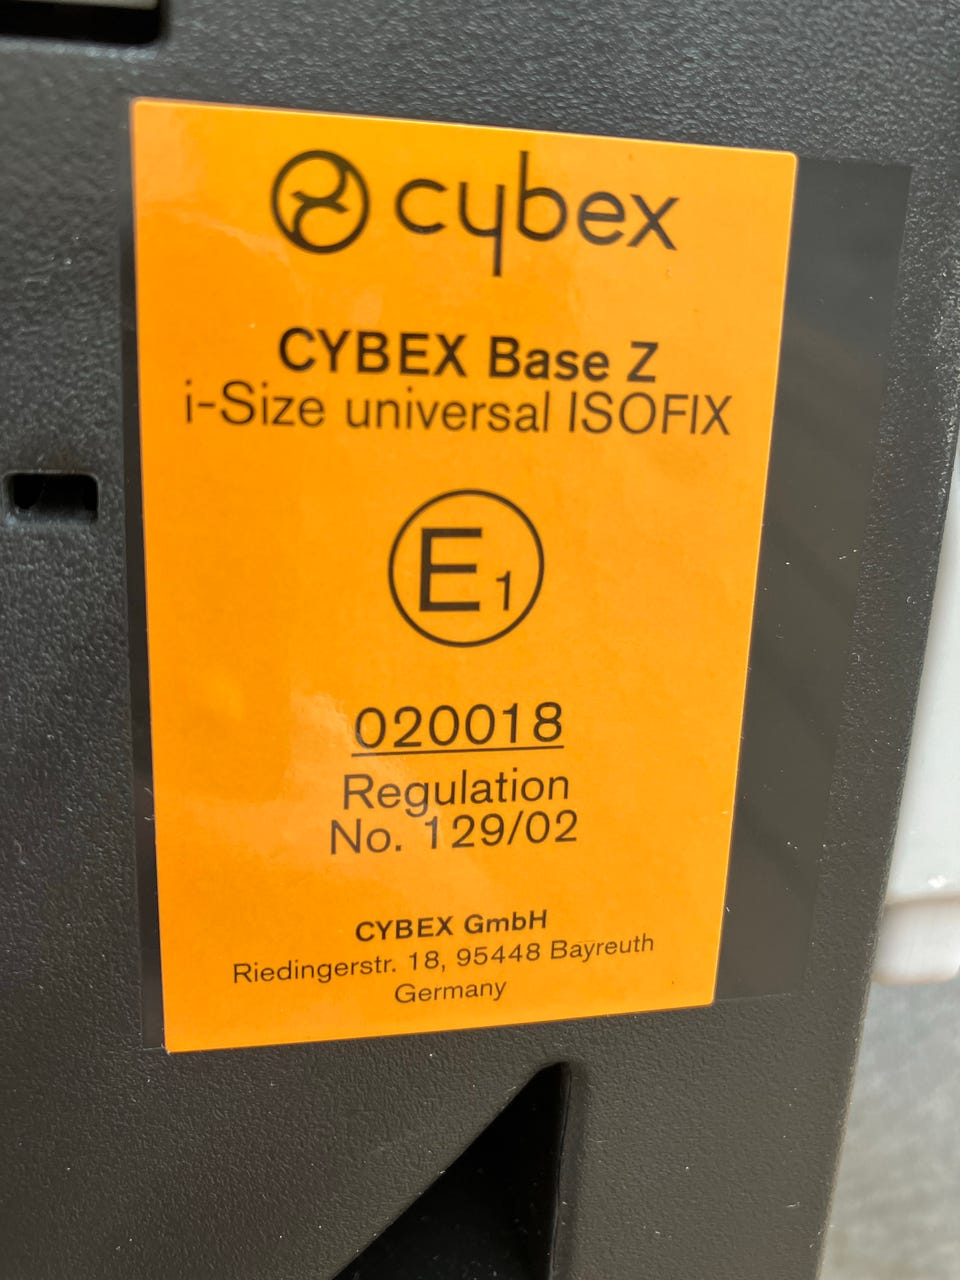 cybex
CYBEX Base Z
i-Size universal ISOFIX
E1
020018
Regulation
No. 129/02
CYBEX GmbH
Riedingerstr. 18, 95448 Bayreuth
Germany